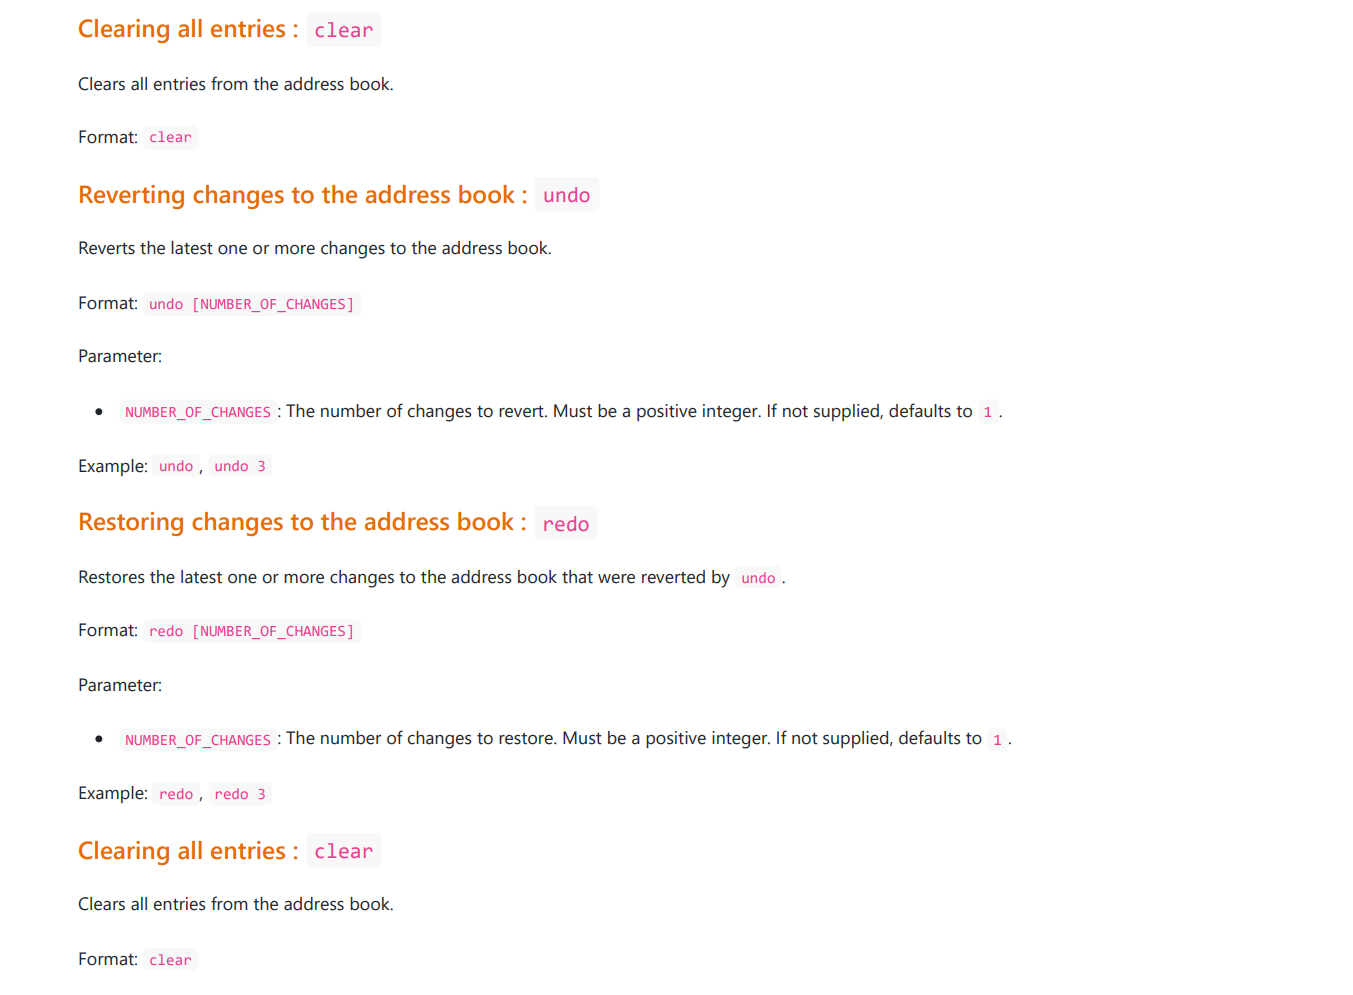 Clearing all entries : clear
Clears all entries from the address book.
Format: clear
Reverting changes to the address book : undo
Reverts the latest one or more changes to the address book.
Format: undo [NUMBER_OF_CHANGES]
Parameter:
• NUMBER_OF_CHANGES : The number of changes to revert. Must be a positive integer. If not supplied, defaults to 1 .
Example: undo , undo 3
Restoring changes to the address book : redo
Restores the latest one or more changes to the address book that were reverted by undo .
Format: redo [NUMBER_OF_CHANGES]
Parameter:
• NUMBER_OF_CHANGES : The number of changes to restore. Must be a positive integer. If not supplied, defaults to 1 .
Example: redo , redo 3
Clearing all entries : clear
Clears all entries from the address book.
Format: clear